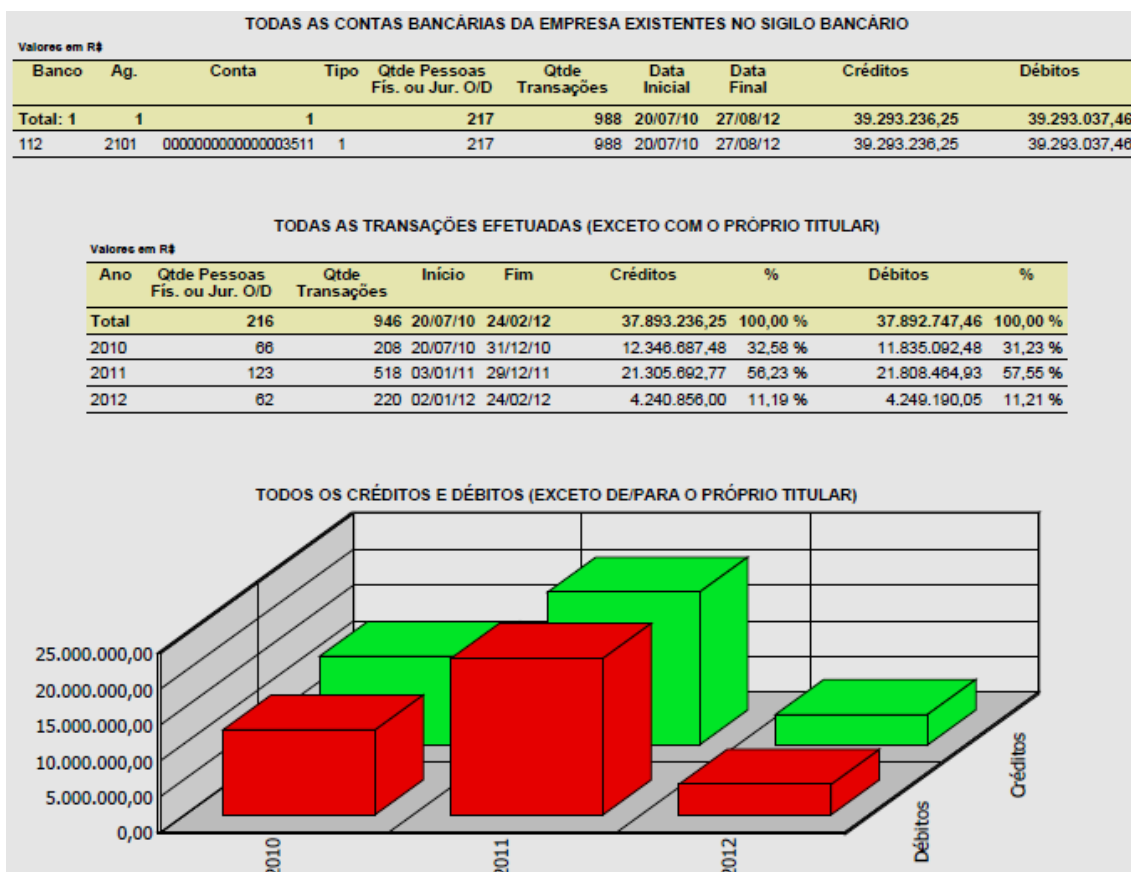 TODAS AS CONTAS BANCÁRIAS DA EMPRESA EXISTENTES NO SIGILO BANCÁRIO
Valores em R$
Banco Ag. Conta Tipo Qtde Pessoas Fís. ou Jur. O/D Qtde Transações Data Inicial Data Final Créditos Débitos
Total: 1 1 1 217 988 20/07/10 27/08/12 39.293.236,25 39.293.037,46
112 2101 0000000000000003511 1 217 988 20/07/10 27/08/12 39.293.236,25 39.293.037,46
TODAS AS TRANSAÇÕES EFETUADAS (EXCETO COM O PRÓPRIO TITULAR)
Valores em R$
Ano Qtde Pessoas Fís. ou Jur. O/D Qtde Transações Início Fim Créditos % Débitos %
Total 216 946 20/07/10 24/02/12 37.893.236,25 100,00 % 37.892.747,46 100,00 %
2010 66 208 20/07/10 31/12/10 12.346.687,48 32,58 % 11.835.092,48 31,23 %
2011 123 518 03/01/11 29/12/11 21.305.692,77 56,23 % 21.808.464,93 57,55 %
2012 62 220 02/01/12 24/02/12 4.240.856,00 11,19 % 4.249.190,05 11,21 %
TODOS OS CRÉDITOS E DÉBITOS (EXCETO DE/PARA O PRÓPRIO TITULAR)
25.000.000,00
20.000.000,00
15.000.000,00
10.000.000,00
5.000.000,00
0,00
2010
2011
2012
Débitos
Créditos